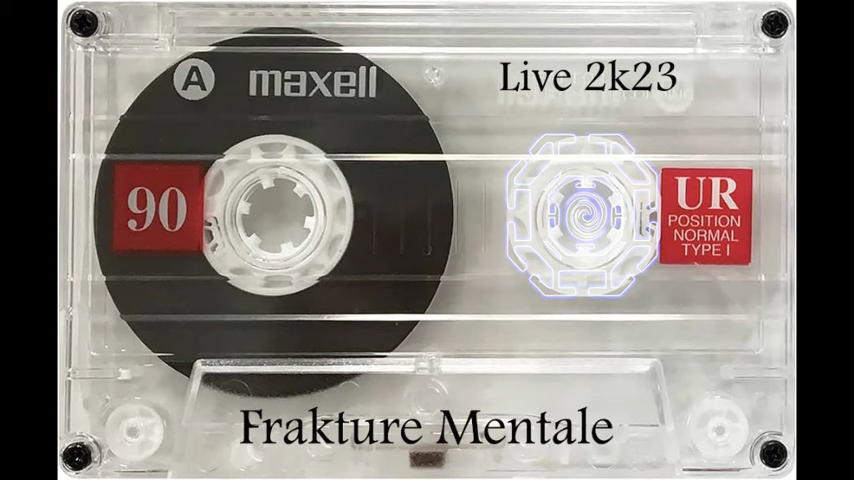 A maxell
Live 2k23
90
UR
POSITION
NORMAL
TYPE I
Frakture Mentale